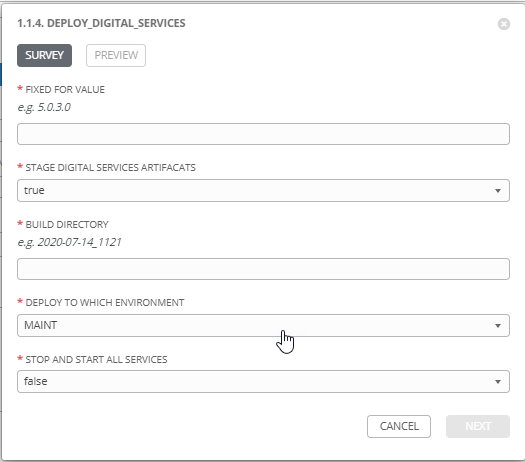 1.1.4. DEPLOY_DIGITAL_SERVICES
SURVEY
PREVIEW
* FIXED FOR VALUE
e.g. 5.0.3.0
* STAGE DIGITAL SERVICES ARTIFACATS
true
* BUILD DIRECTORY
e.g. 2020-07-14_1121
* DEPLOY TO WHICH ENVIRONMENT
MAINT
* STOP AND START ALL SERVICES
false
CANCEL
NEXT